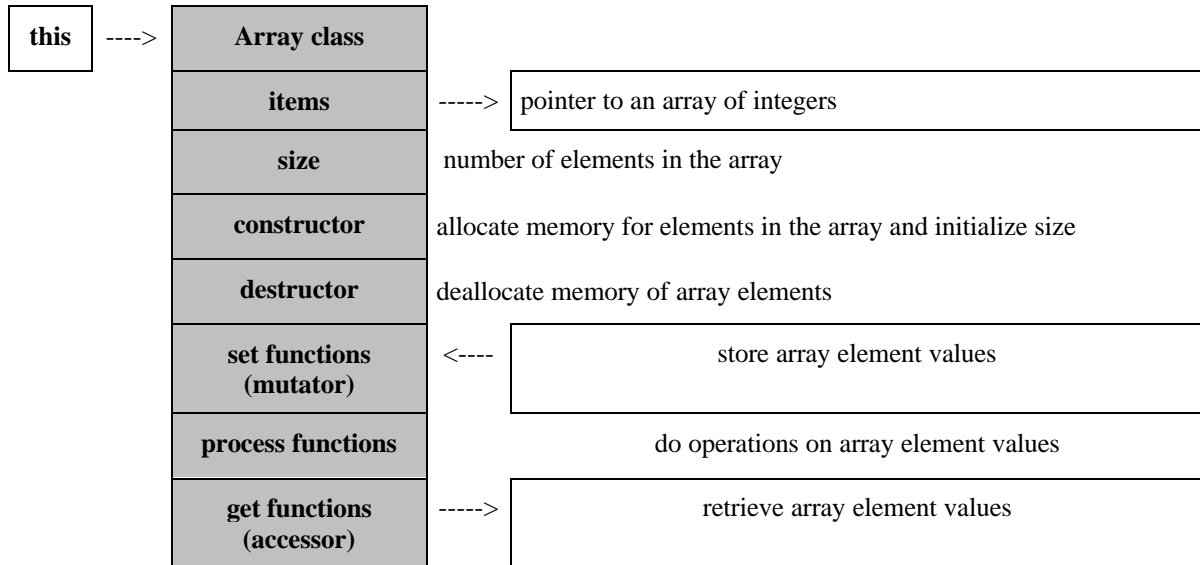 this ----> Array class
items -----> pointer to an array of integers
size number of elements in the array
constructor allocate memory for elements in the array and initialize size
destructor deallocate memory of array elements
set functions <---- store array element values
(mutator)
process functions do operations on array element values
get functions -----> retrieve array element values
(accessor)